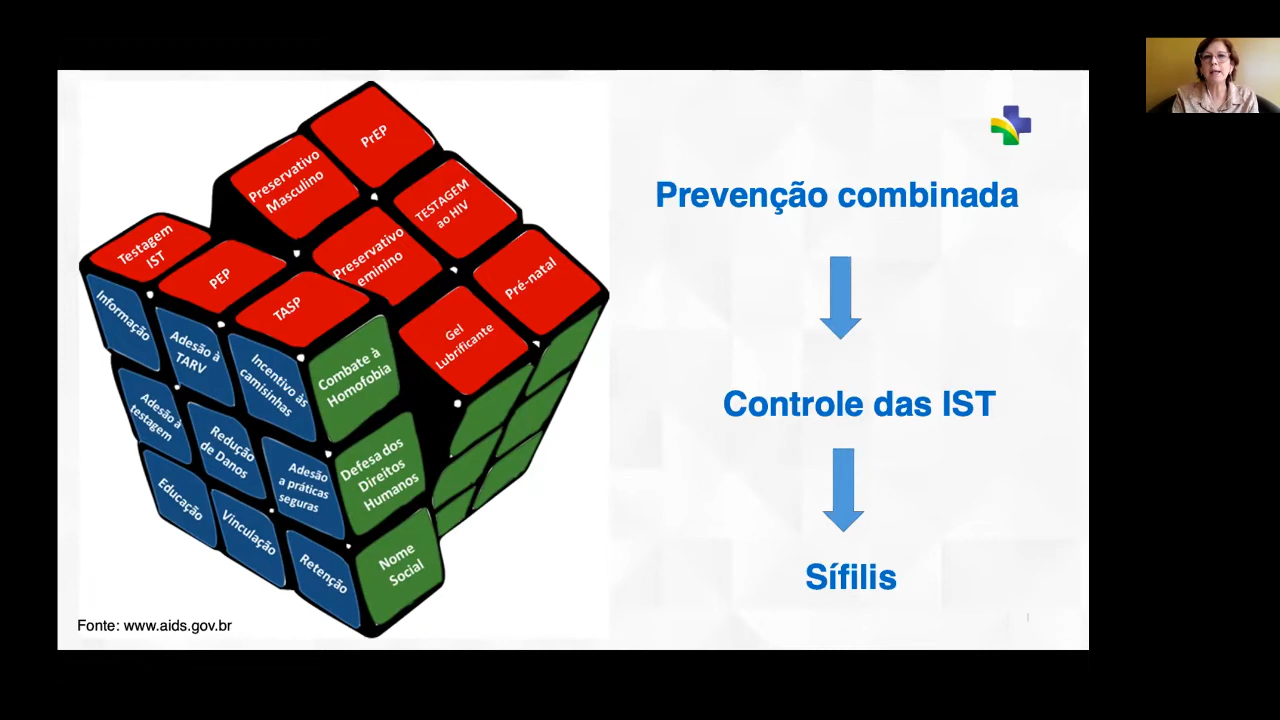 PrEP
Preservativo
Masculino
TESTAGEM
ao HIV
Testagem
IST
Preservativo
eminino
PEP
Pré-natal
TASP
Gel
Lubrificante
Informação
Adesão à
TARV
Incentivo às
camisinhas
Combate à
Homofobia
Adesão à
testagem
Redução
de Danos
Adesão
a práticas
seguras
Defesa dos
Direitos
Humanos
Educação
Vinculação
Retenção
Nome
Social
Fonte: www.aids.gov.br
Prevenção combinada
Controle das IST
Sífilis